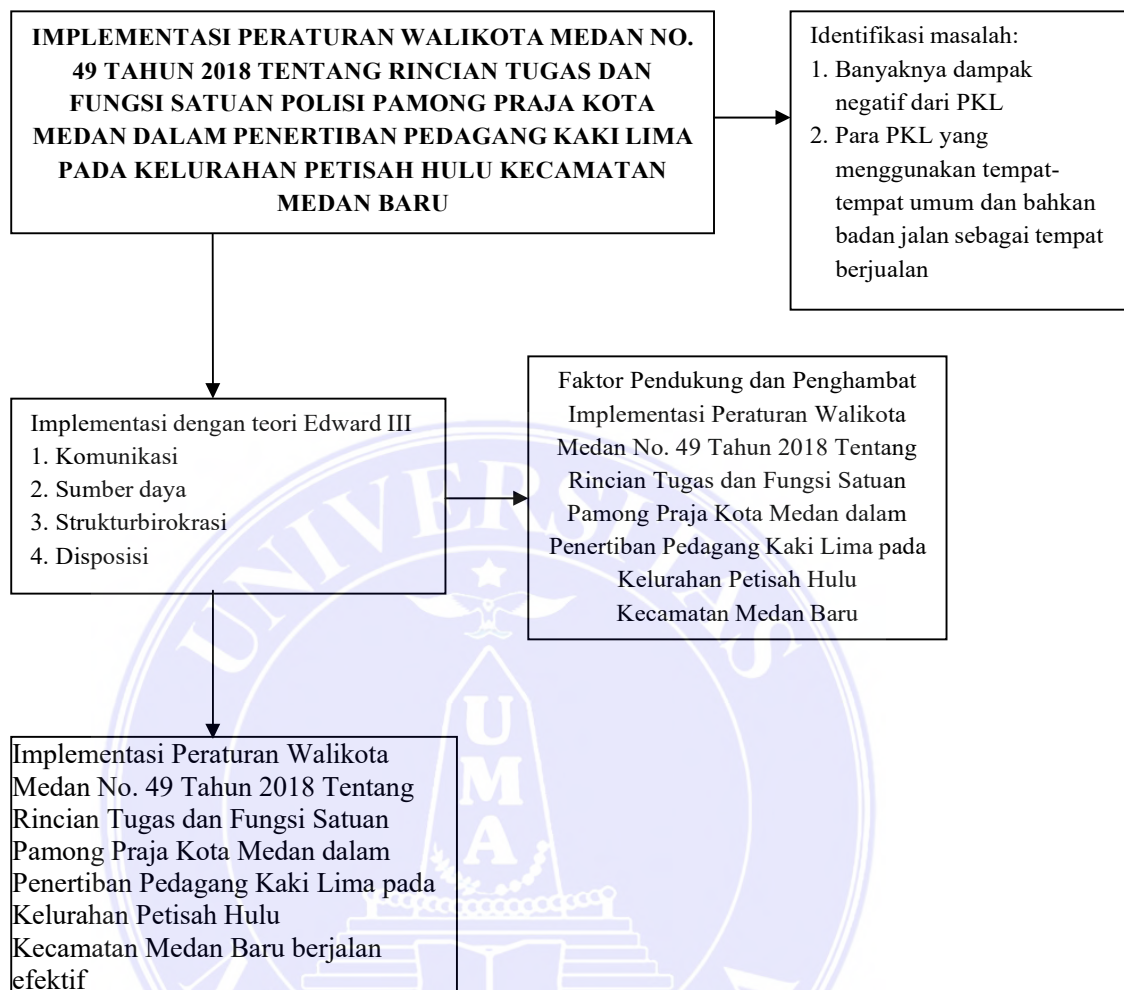 IMPLEMENTASI PERATURAN WALIKOTA MEDAN NO.
49 TAHUN 2018 TENTANG RINCIAN TUGAS DAN
FUNGSI SATUAN POLISI PAMONG PRAJA KOTA
MEDAN DALAM PENERTIBAN PEDAGANG KAKI LIMA
PADA KELURAHAN PETISAH HULU KECAMATAN
MEDAN BARU
Identifikasi masalah:
1. Banyaknya dampak
negatif dari PKL
2. Para PKL yang
menggunakan tempat-
tempat umum dan bahkan
badan jalan sebagai tempat
berjualan
Implementasi dengan teori Edward III
1. Komunikasi
2. Sumber daya
3. Strukturbirokrasi
4. Disposisi
Faktor Pendukung dan Penghambat
Implementasi Peraturan Walikota
Medan No. 49 Tahun 2018 Tentang
Rincian Tugas dan Fungsi Satuan
Pamong Praja Kota Medan dalam
Penertiban Pedagang Kaki Lima pada
Kelurahan Petisah Hulu
Kecamatan Medan Baru
Implementasi Peraturan Walikota
Medan No. 49 Tahun 2018 Tentang
Rincian Tugas dan Fungsi Satuan
Pamong Praja Kota Medan dalam
Penertiban Pedagang Kaki Lima pada
Kelurahan Petisah Hulu
Kecamatan Medan Baru berjalan
efektif
UNIVERSITAS
UMA